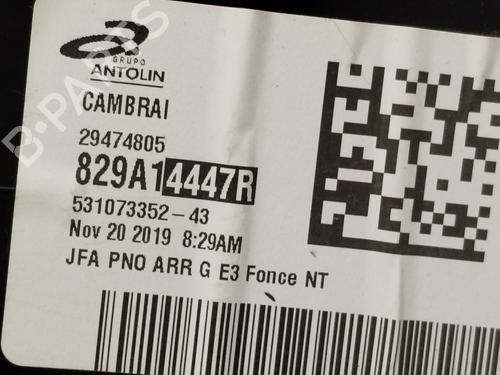 GRUPO
ANTOLIN
CAMBRAI
29474805
829A14447R
531073352-43
Nov 20 2019 8:29AM
JFA PNO ARR G E3 Fonce NT
B-PARTS